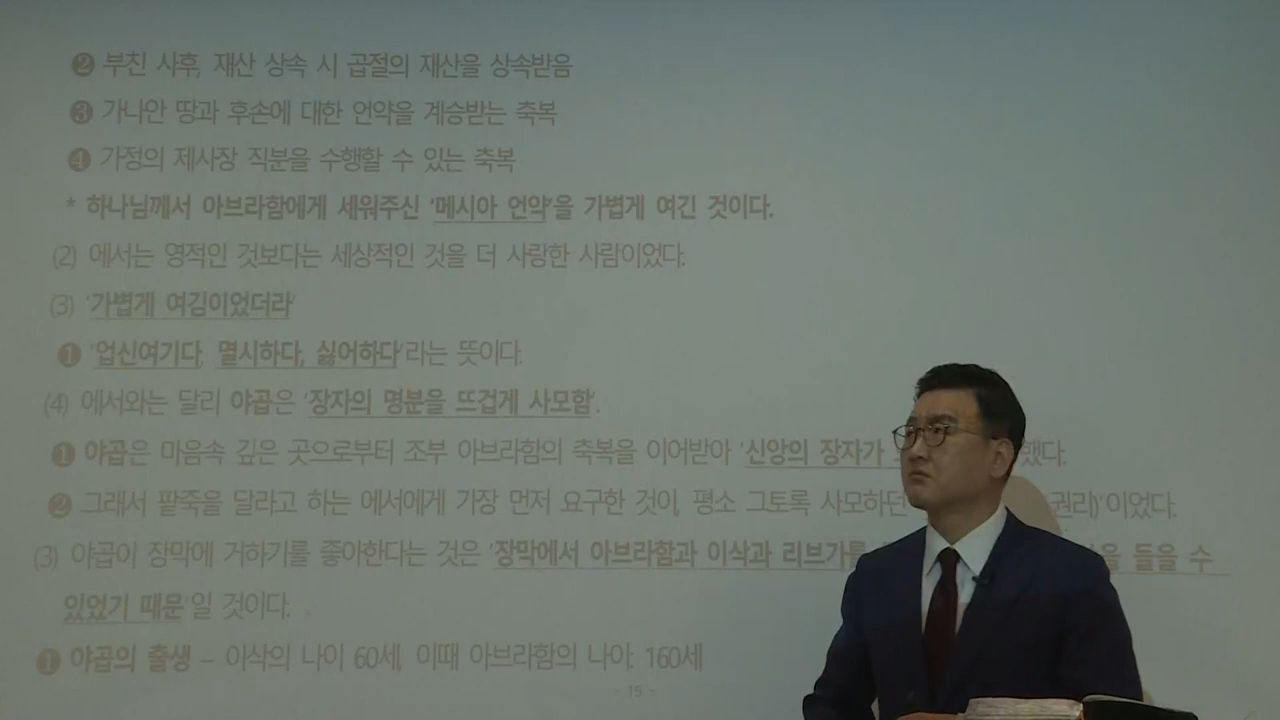 ❷ 부친 사후, 재산 상속 시 곱절의 재산을 상속받음
❸ 가나안 땅과 후손에 대한 언약을 계승받는 축복
❹ 가정의 제사장 직분을 수행할 수 있는 축복
* 하나님께서 아브라함에게 세워주신 '메시아 언약'을 가볍게 여긴 것이다.
(2) 에서는 영적인 것보다는 세상적인 것을 더 사랑한 사람이었다.
(3) '가볍게 여김이었더라'
❶ '업신여기다, 멸시하다, 싫어하다'라는 뜻이다.
(4) 에서와는 달리 야곱은 '장자의 명분을 뜨겁게 사모함'.
❶ 야곱은 마음속 깊은 곳으로부터 조부 아브라함의 축복을 이어받아 '신앙의 장자가 했다.
❷ 그래서 팥죽을 달라고 하는 에서에게 가장 먼저 요구한 것이, 평소 그토록 사모하던 권리)'이었다.
(3) 야곱이 장막에 거하기를 좋아한다는 것은 '장막에서 아브라함과 이삭과 리브가를 을 들을 수
있었기 때문'일 것이다.
❶ 야곱의 출생 – 이삭의 나이 60세, 이때 아브라함의 나이: 160세
- 15 -